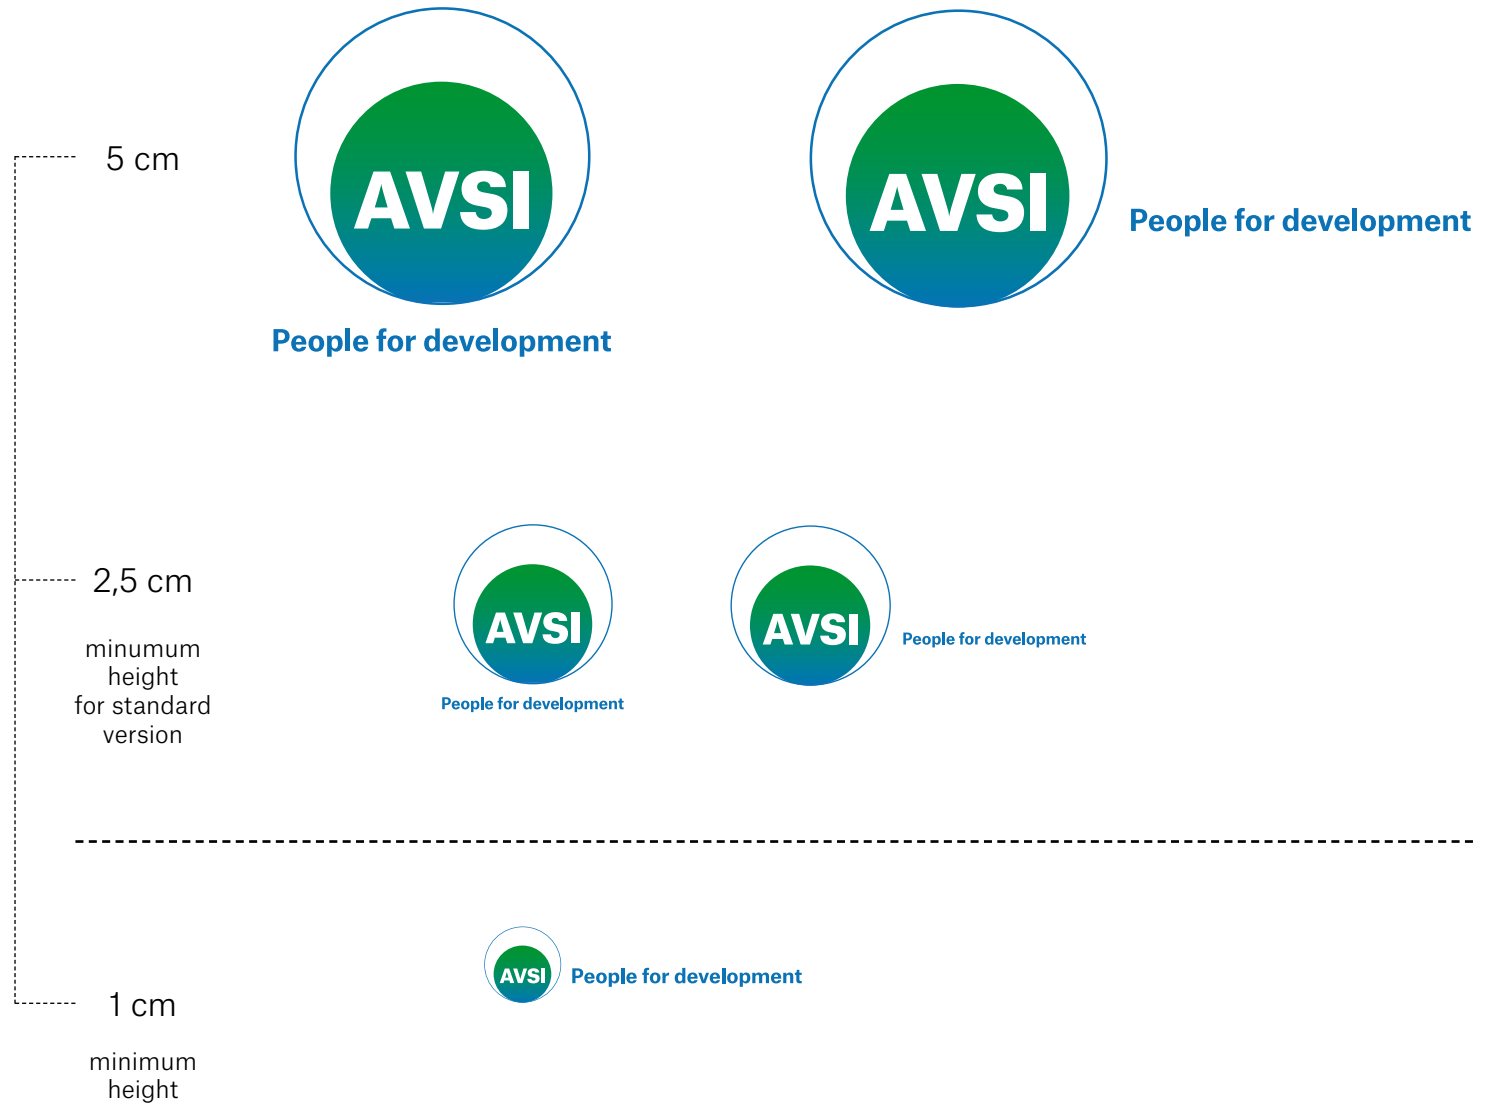 5 cm
AVSI
AVSI
People for development
People for development
2,5 cm
AVSI
AVSI
minumum
height
for standard
version
People for development
People for development
AVSI
People for development
1 cm
minimum
height